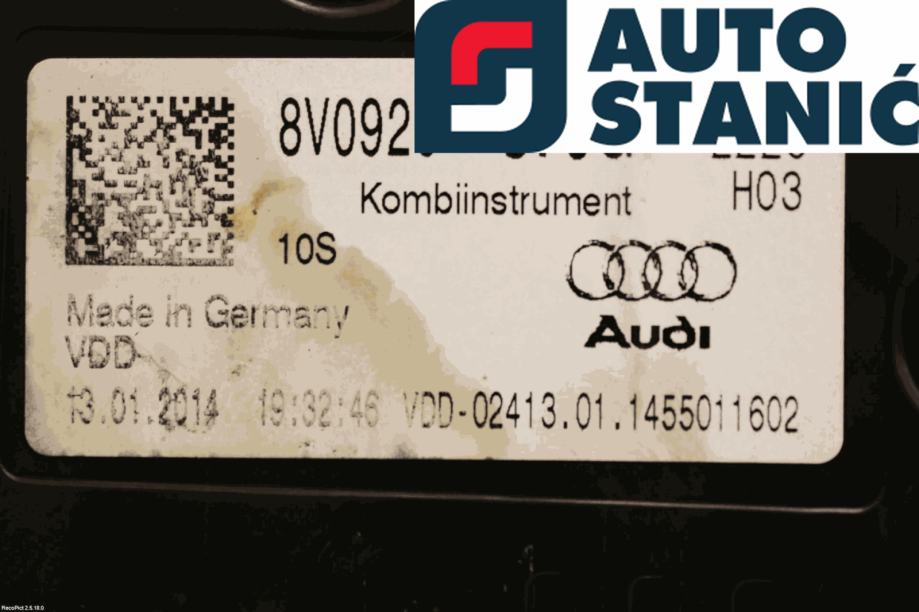 AUTO
STANIĆ
8V092
Kombiinstrument
H03
10S
Audi
Made in Germany
VDD
13.01.2014 19:32:46 VDD-02413.01.1455011602
RecoPict 2.5.18.0